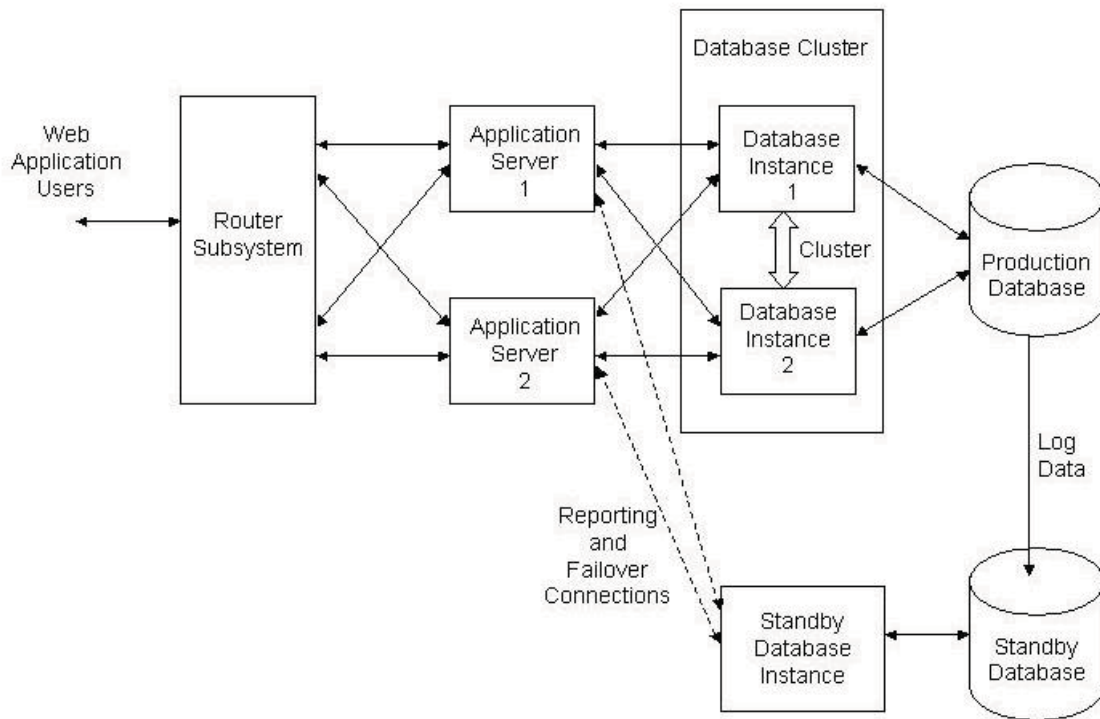 Database Cluster
Web
Application
Users
Router
Subsystem
Application
Server
1
Application
Server
2
Database
Instance
1
Cluster
Database
Instance
2
Production
Database
Log
Data
Reporting
and
Failover
Connections
Standby
Database
Instance
Standby
Database